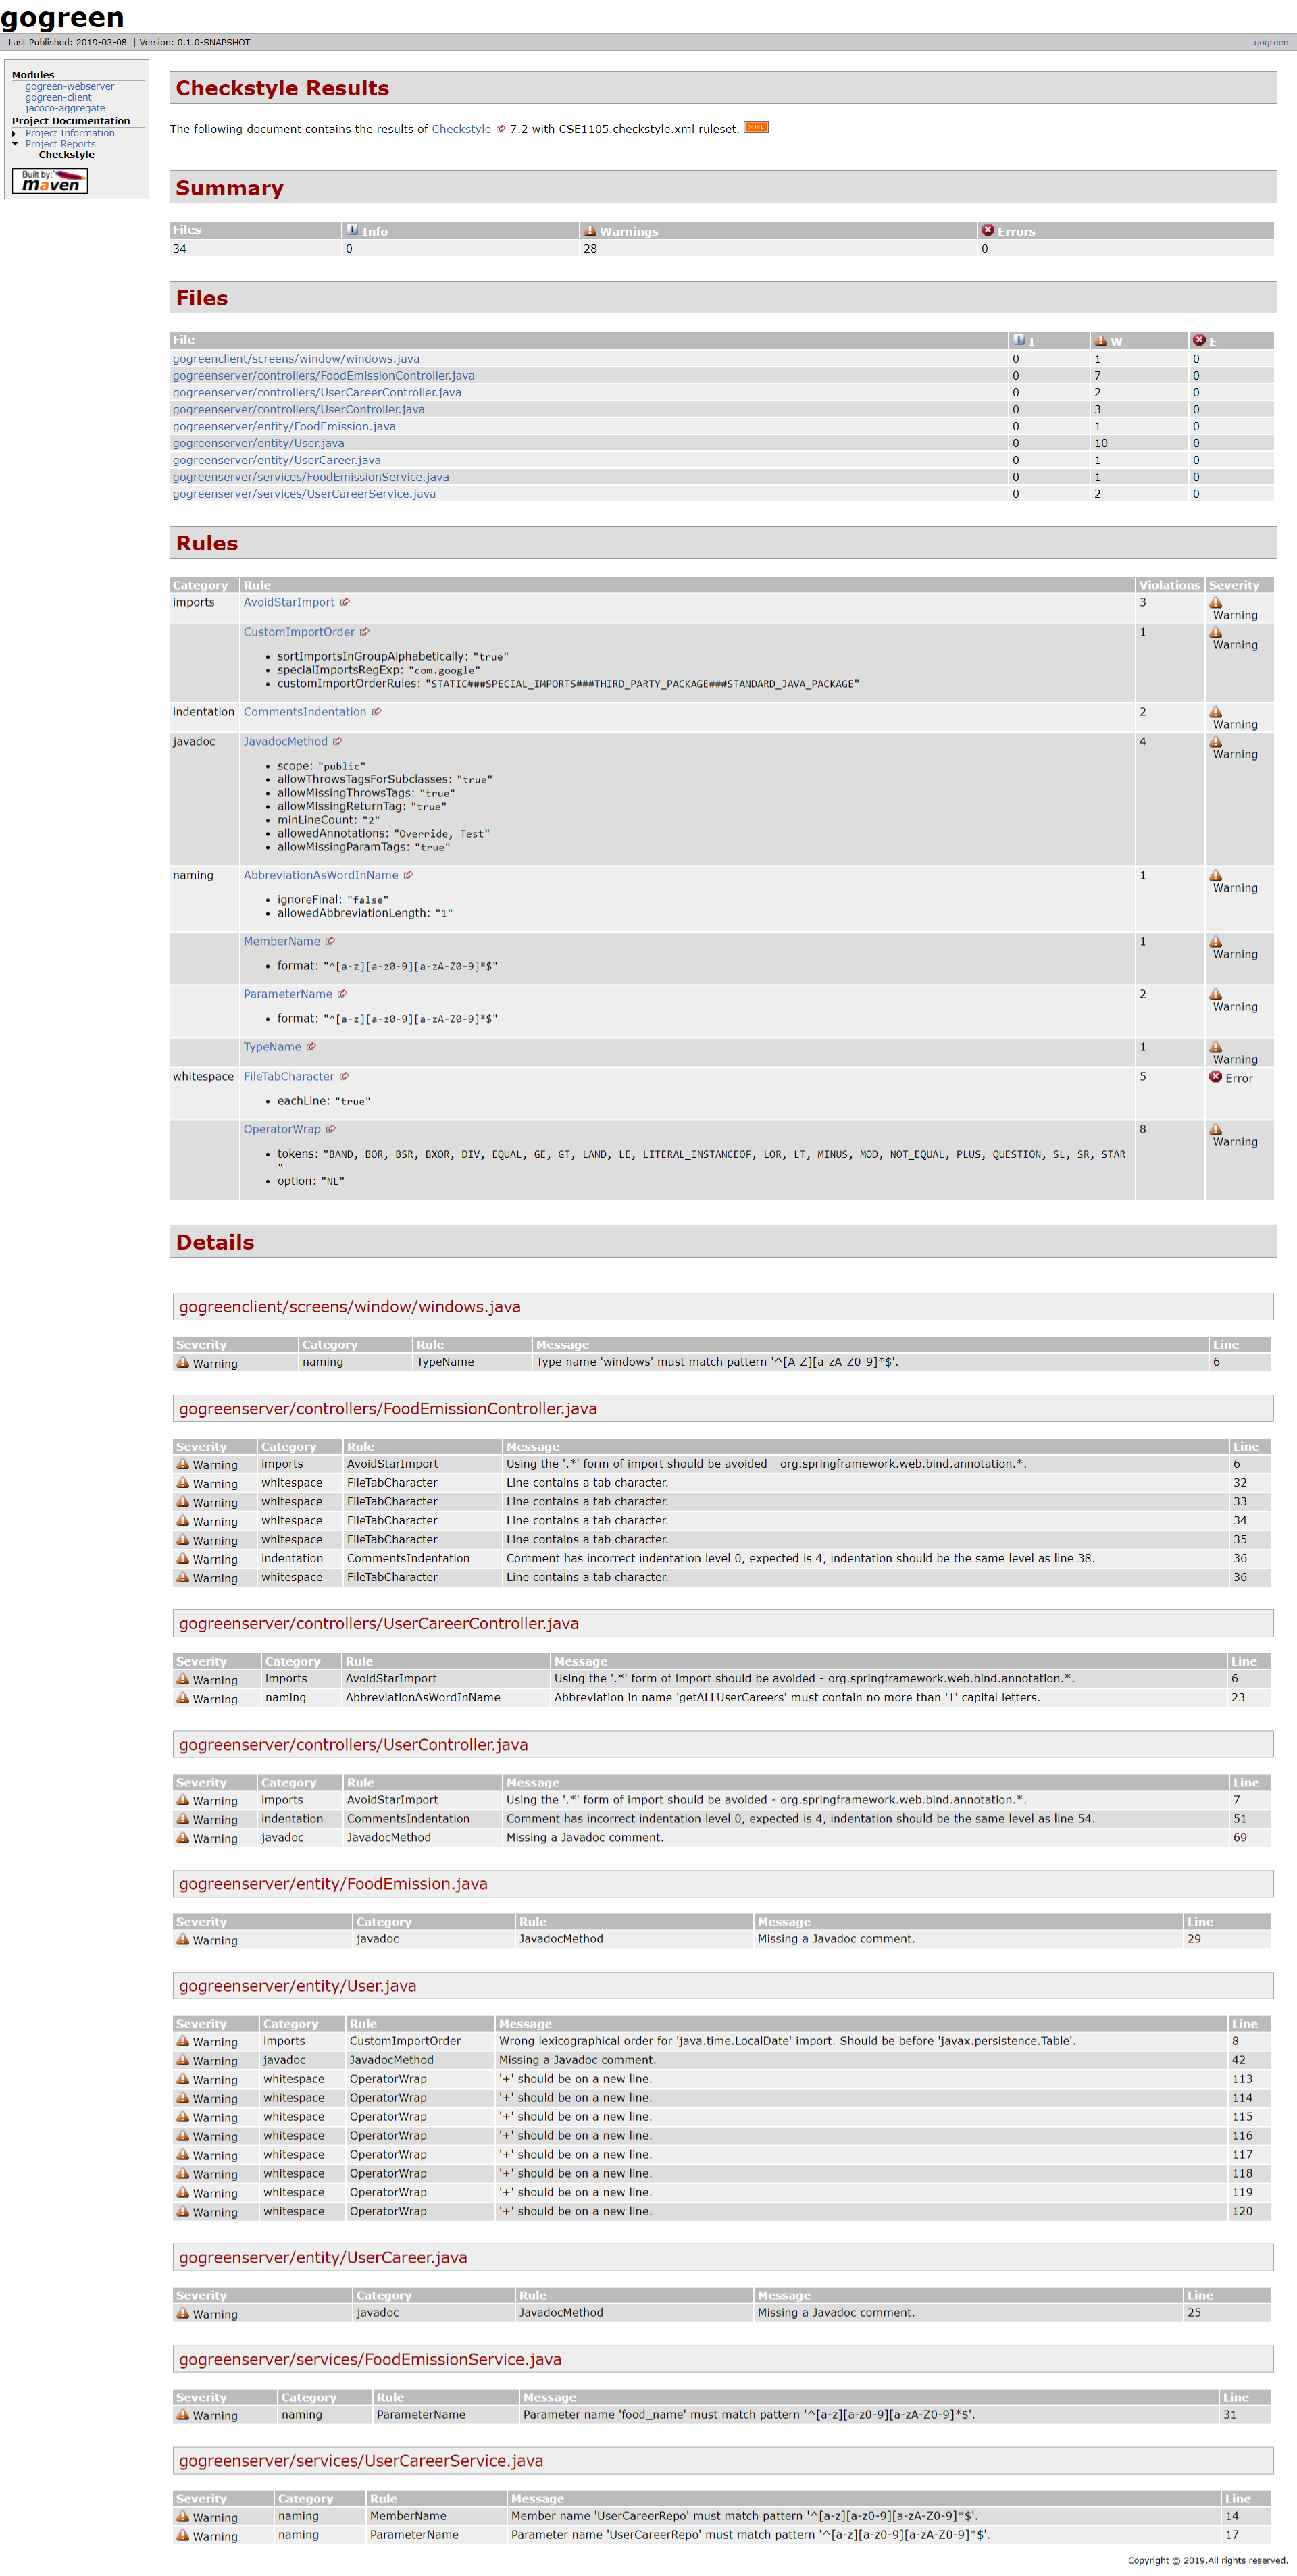 gogreen
Last Published: 2019-03-08 | Version: 0.1.0-SNAPSHOT gogreen
Modules
gogreen-webserver
gogreen-client
jacoco-aggregate
Project Documentation
Project Information
Project Reports
Checkstyle
Built by:
maven
Checkstyle Results
The following document contains the results of Checkstyle 7.2 with CSE1105.checkstyle.xml ruleset. XML
Summary
Files Info Warnings Errors
34 0 28 0
Files
File I W E
gogreenclient/screens/window/windows.java 0 1 0
gogreenserver/controllers/FoodEmissionController.java 0 7 0
gogreenserver/controllers/UserCareerController.java 0 2 0
gogreenserver/controllers/UserController.java 0 3 0
gogreenserver/entity/FoodEmission.java 0 1 0
gogreenserver/entity/User.java 0 10 0
gogreenserver/entity/UserCareer.java 0 1 0
gogreenserver/services/FoodEmissionService.java 0 1 0
gogreenserver/services/UserCareerService.java 0 2 0
Rules
Category Rule Violations Severity
imports AvoidStarImport 3 Warning
CustomImportOrder 1 Warning
• sortImportsInGroupAlphabetically: "true"
• specialImportsRegExp: "com.google"
• customImportOrderRules: "STATIC###SPECIAL_IMPORTS###THIRD_PARTY_PACKAGE###STANDARD_JAVA_PACKAGE"
indentation CommentsIndentation 2 Warning
javadoc JavadocMethod 4 Warning
• scope: "public"
• allowThrowsTagsForSubclasses: "true"
• allowMissingThrowsTags: "true"
• allowMissingReturnTag: "true"
• minLineCount: "2"
• allowedAnnotations: "Override, Test"
• allowMissingParamTags: "true"
naming AbbreviationAsWordInName 1 Warning
• ignoreFinal: "false"
• allowedAbbreviationLength: "1"
MemberName 1 Warning
• format: "^[a-z][a-z0-9][a-zA-Z0-9]*$"
ParameterName 2 Warning
• format: "^[a-z][a-z0-9][a-zA-Z0-9]*$"
TypeName 1 Warning
whitespace FileTabCharacter 5 Error
• eachLine: "true"
OperatorWrap 8 Warning
• tokens: "BAND, BOR, BSR, BXOR, DIV, EQUAL, GE, GT, LAND, LE, LITERAL_INSTANCEOF, LOR, LT, MINUS, MOD, NOT_EQUAL, PLUS, QUESTION, SL, SR, STAR
"
• option: "NL"
Details
gogreenclient/screens/window/windows.java
Severity Category Rule Message Line
Warning naming TypeName Type name 'windows' must match pattern '^[A-Z][a-zA-Z0-9]*$'. 6
gogreenserver/controllers/FoodEmissionController.java
Severity Category Rule Message Line
Warning imports AvoidStarImport Using the '.*' form of import should be avoided - org.springframework.web.bind.annotation.*. 6
Warning whitespace FileTabCharacter Line contains a tab character. 32
Warning whitespace FileTabCharacter Line contains a tab character. 33
Warning whitespace FileTabCharacter Line contains a tab character. 34
Warning whitespace FileTabCharacter Line contains a tab character. 35
Warning indentation CommentsIndentation Comment has incorrect indentation level 0, expected is 4, indentation should be the same level as line 38. 36
Warning whitespace FileTabCharacter Line contains a tab character. 36
gogreenserver/controllers/UserCareerController.java
Severity Category Rule Message Line
Warning imports AvoidStarImport Using the '.*' form of import should be avoided - org.springframework.web.bind.annotation.*. 6
Warning naming AbbreviationAsWordInName Abbreviation in name 'getALLUserCareers' must contain no more than '1' capital letters. 23
gogreenserver/controllers/UserController.java
Severity Category Rule Message Line
Warning imports AvoidStarImport Using the '.*' form of import should be avoided - org.springframework.web.bind.annotation.*. 7
Warning indentation CommentsIndentation Comment has incorrect indentation level 0, expected is 4, indentation should be the same level as line 54. 51
Warning javadoc JavadocMethod Missing a Javadoc comment. 69
gogreenserver/entity/FoodEmission.java
Severity Category Rule Message Line
Warning javadoc JavadocMethod Missing a Javadoc comment. 29
gogreenserver/entity/User.java
Severity Category Rule Message Line
Warning imports CustomImportOrder Wrong lexicographical order for 'java.time.LocalDate' import. Should be before 'javax.persistence.Table'. 8
Warning javadoc JavadocMethod Missing a Javadoc comment. 42
Warning whitespace OperatorWrap '+' should be on a new line. 113
Warning whitespace OperatorWrap '+' should be on a new line. 114
Warning whitespace OperatorWrap '+' should be on a new line. 115
Warning whitespace OperatorWrap '+' should be on a new line. 116
Warning whitespace OperatorWrap '+' should be on a new line. 117
Warning whitespace OperatorWrap '+' should be on a new line. 118
Warning whitespace OperatorWrap '+' should be on a new line. 119
Warning whitespace OperatorWrap '+' should be on a new line. 120
gogreenserver/entity/UserCareer.java
Severity Category Rule Message Line
Warning javadoc JavadocMethod Missing a Javadoc comment. 25
gogreenserver/services/FoodEmissionService.java
Severity Category Rule Message Line
Warning naming ParameterName Parameter name 'food_name' must match pattern '^[a-z][a-z0-9][a-zA-Z0-9]*$'. 31
gogreenserver/services/UserCareerService.java
Severity Category Rule Message Line
Warning naming MemberName Member name 'UserCareerRepo' must match pattern '^[a-z][a-z0-9][a-zA-Z0-9]*$'. 14
Warning naming ParameterName Parameter name 'UserCareerRepo' must match pattern '^[a-z][a-z0-9][a-zA-Z0-9]*$'. 17
Copyright © 2019.All rights reserved.